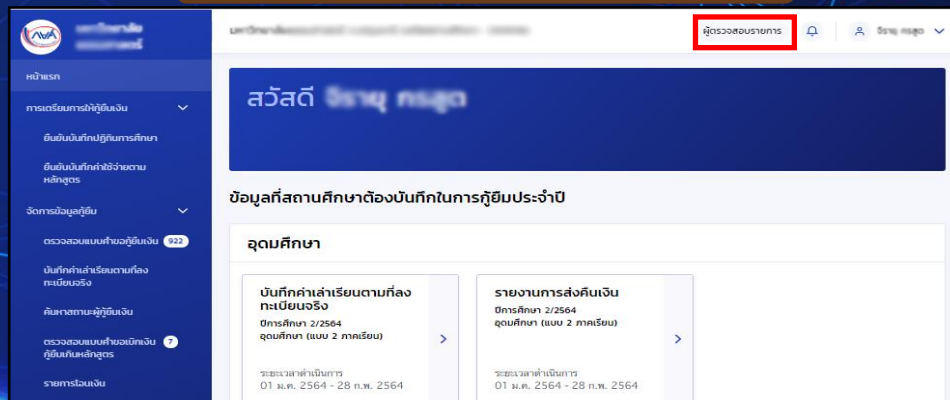 ผู้ตรวจสอบรายการ
หน้าแรก
การเตรียมการให้กู้ยืมเงิน
ยืนยันบันทึกปฏิทินการศึกษา
ยืนยันบันทึกค่าใช้จ่ายตาม
หลักสูตร
จัดการข้อมูลกู้ยืม
ตรวจสอบแบบคำขอกู้ยืมเงิน 922
บันทึกค่าเล่าเรียนตามที่ลง
ทะเบียนจริง
ค้นหาสถานะผู้กู้ยืมเงิน
ตรวจสอบแบบคำขอเบิกเงิน 7
กู้ยืมเกินหลักสูตร
รายการโอนเงิน
สวัสดี
ข้อมูลที่สถานศึกษาต้องบันทึกในการกู้ยืมประจำปี
อุดมศึกษา
บันทึกค่าเล่าเรียนตามที่ลง
ทะเบียนจริง
ปีการศึกษา 2/2564
อุดมศึกษา (แบบ 2 ภาคเรียน)
ระยะเวลาดำเนินการ
01 ม.ค. 2564 - 28 ก.พ. 2564
รายงานการส่งคืนเงิน
ปีการศึกษา 2/2564
อุดมศึกษา (แบบ 2 ภาคเรียน)
ระยะเวลาดำเนินการ
01 ม.ค. 2564 - 28 ก.พ. 2564